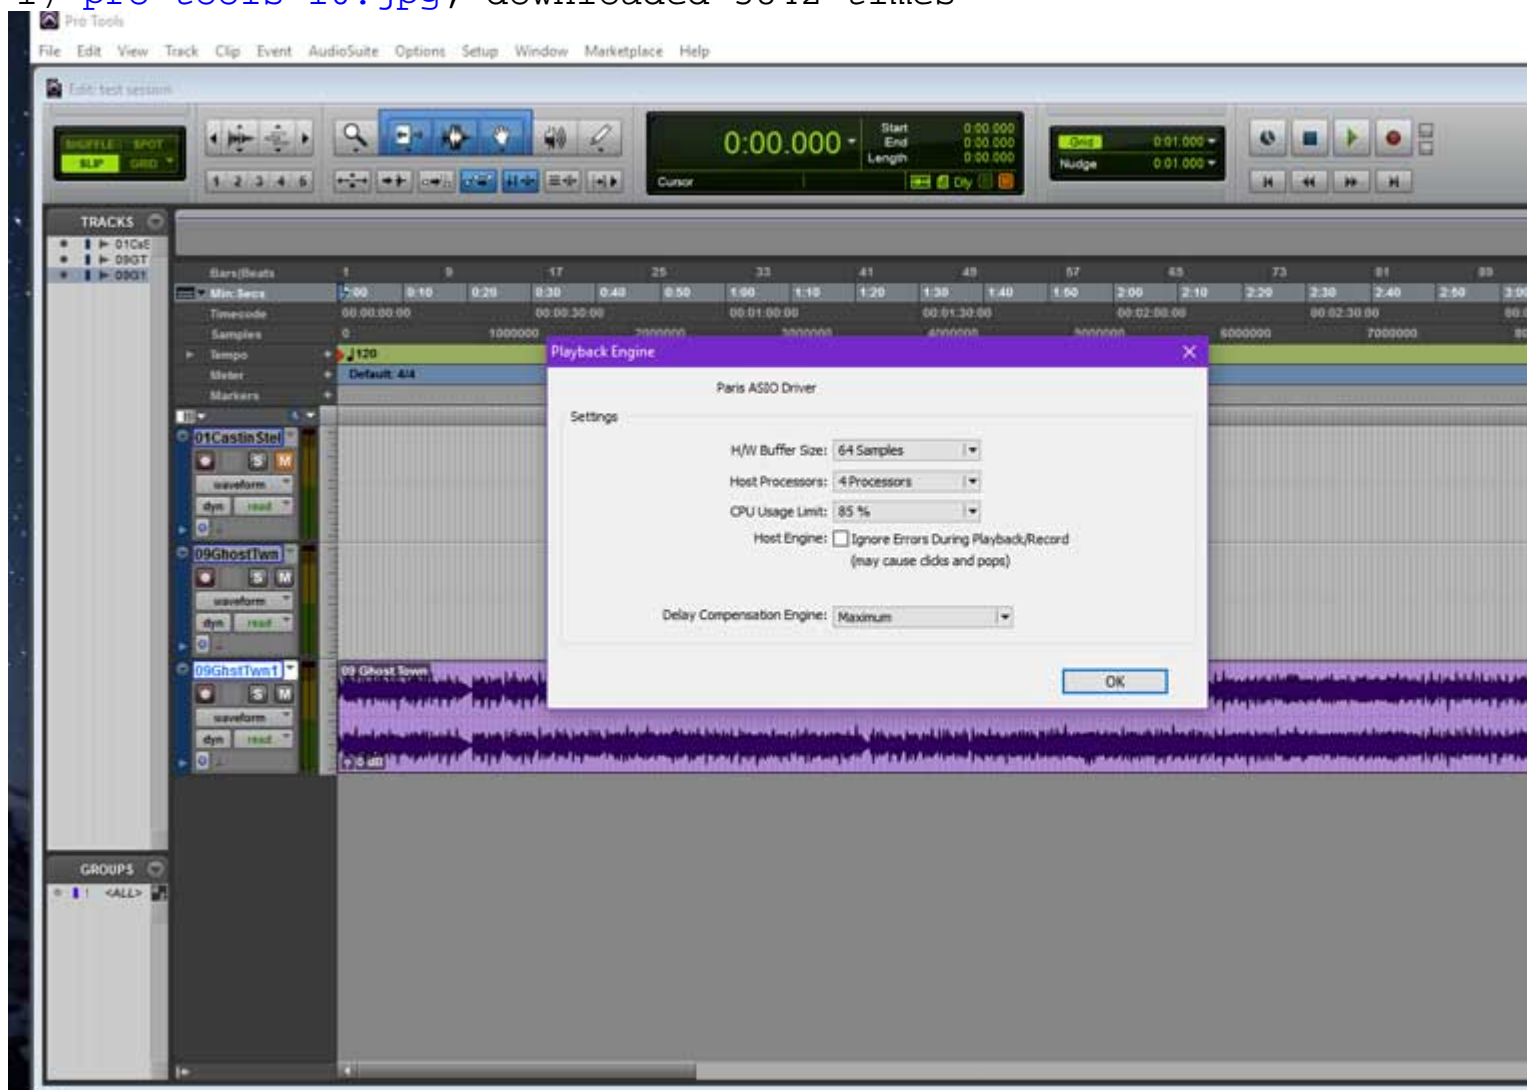 Pro Tools
File Edit View Track Clip Event AudioSuite Options Setup Window Marketplace Help
Edit: test session
SHUFFLE SPOT
SLIP GRID
1 2 3 4 5
0:00.000
Start 0:00.000
End 0:00.000
Length 0:00.000
Cursor
Dly
Grid 0:01.000
Nudge 0:01.000
TRACKS
01CsS
09GT
09G1
Bars|Beats 1 9 17 25 33 41 49 57 65 73 81 89
Min:Secs 0:00 0:10 0:20 0:30 0:40 0:50 1:00 1:10 1:20 1:30 1:40 1:50 2:00 2:10 2:20 2:30 2:40 2:50 3:00
Timecode 00:00:00:00 00:00:30:00 00:01:00:00 00:01:30:00 00:02:00:00 00:02:30:00
Samples 0 1000000 2000000 3000000 4000000 5000000 6000000 7000000
Tempo 120
Meter Default: 4/4
Markers
Playback Engine
Paris ASIO Driver
Settings
H/W Buffer Size: 64 Samples
Host Processors: 4 Processors
CPU Usage Limit: 85 %
Host Engine: Ignore Errors During Playback/Record
(may cause clicks and pops)
Delay Compensation Engine: Maximum
OK
01CastinStel
S M
waveform
dyn read
09GhostTwn
S M
waveform
dyn read
09GhstTwn1
S M
waveform
dyn read
09 Ghost Town
0 dB
GROUPS
! <ALL>